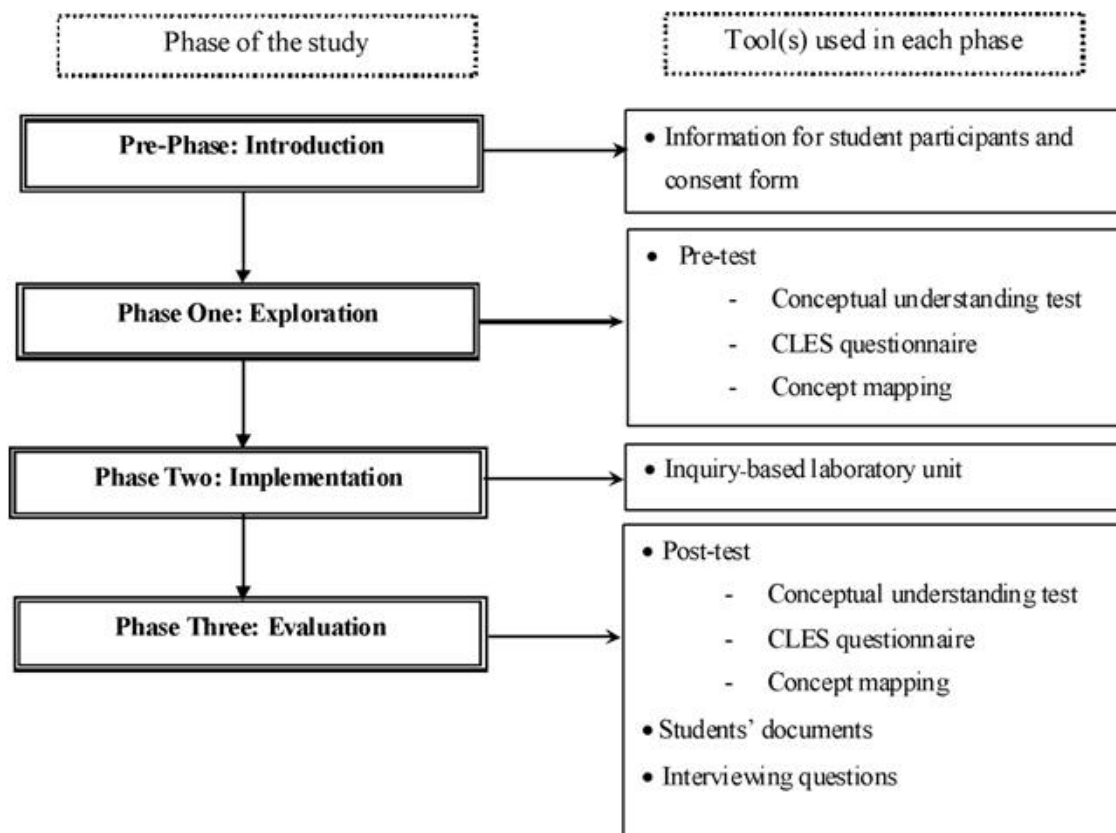 Phase of the study
Tool(s) used in each phase
Pre-Phase: Introduction
• Information for student participants and
consent form
Phase One: Exploration
• Pre-test
- Conceptual understanding test
- CLES questionnaire
- Concept mapping
Phase Two: Implementation
• Inquiry-based laboratory unit
Phase Three: Evaluation
• Post-test
- Conceptual understanding test
- CLES questionnaire
- Concept mapping
• Students’ documents
• Interviewing questions